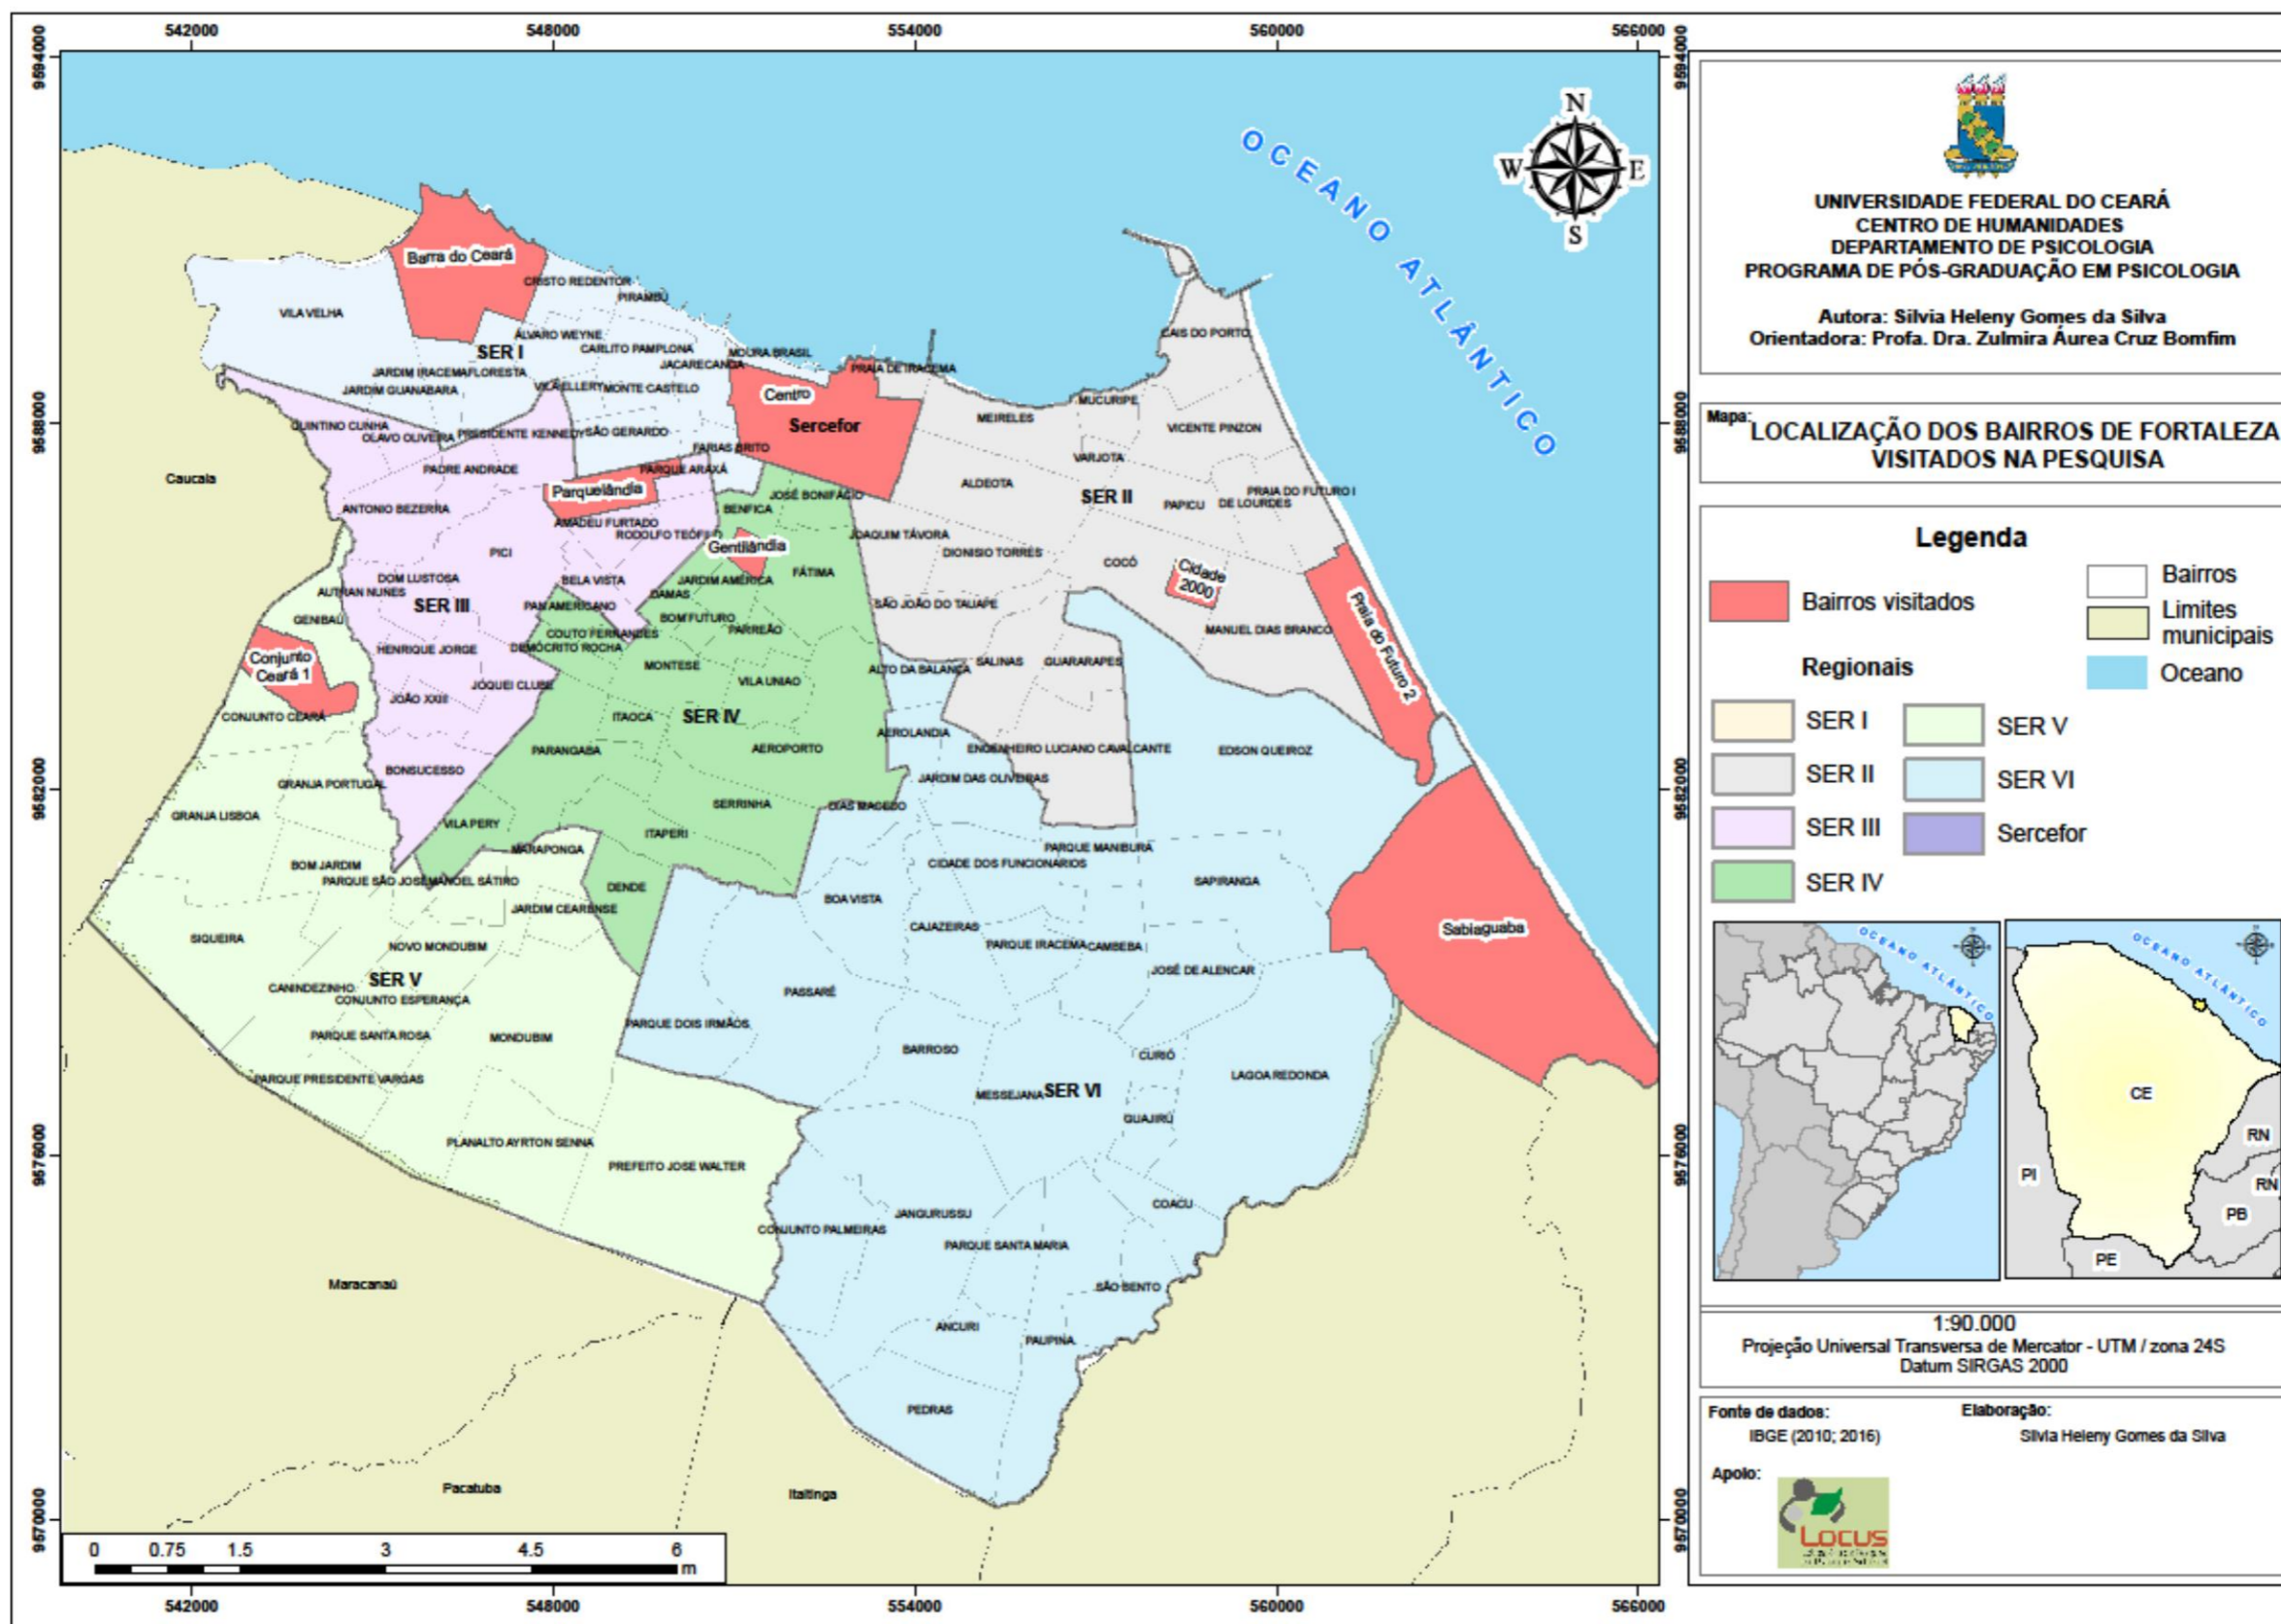 542000
548000
554000
560000
566000
9594000
9594000
N
W
E
S
OCEANO ATLÂNTICO
Barra do Ceará
CRISTO REDENTOR
PIRAMBÚ
VILA VELHA
ÁLVARO WEYNE
SER I
CARLITO PAMPLONA
MOURA BRASIL
JACARECANGA
CAIS DO PORTO
PRAIA DE IRACEMA
JARDIM IRACEMA
FLORESTA
JARDIM GUANABARA
VILA ELLERY
MONTE CASTELO
Centro
Sercefor
MEIRELES
MUCURIPE
VICENTE PINZON
9588000
9588000
QUINTINO CUNHA
OLAVO OLIVEIRA
PRESIDENTE KENNEDY
SÃO GERARDO
FARIAS BRITO
VARJOTA
Caucaia
PADRE ANDRADE
PARQUE ARAXÁ
Parquelândia
JOSÉ BONIFÁCIO
ALDEOTA
SER II
PRAIA DO FUTURO I
ANTONIO BEZERRA
AMADEU FURTADO
BENFICA
PAPICU
DE LOURDES
RODOLFO TEÓFILO
JOAQUIM TÁVORA
PICI
Gentilândia
DIONISIO TORRES
COCÓ
Cidade
2000
DOM LUSTOSA
BELA VISTA
JARDIM AMÉRICA
FÁTIMA
AUTRAN NUNES
SER III
PAN AMERICANO
DAMAS
SÃO JOÃO DO TAUAPE
Praia do Futuro 2
GENIBAÚ
COUTO FERNANDES
BOM FUTURO
PARREÃO
MANUEL DIAS BRANCO
HENRIQUE JORGE
DEMÓCRITO ROCHA
Conjunto
Ceará 1
MONTESE
ALTO DA BALANÇA
SALINAS
GUARARAPES
JOÃO XXIII
JOQUEI CLUBE
VILA UNIAO
CONJUNTO CEARÁ
ITAOCA
SER IV
AEROLANDIA
PARANGABA
AEROPORTO
ENGENHEIRO LUCIANO CAVALCANTE
EDSON QUEIROZ
BONSUCESSO
JARDIM DAS OLIVEIRAS
9582000
9582000
GRANJA PORTUGAL
GRANJA LISBOA
SERRINHA
DIAS MACEDO
VILA PERY
ITAPERI
MARAPONGA
PARQUE MANIBURA
BOM JARDIM
CIDADE DOS FUNCIONARIOS
PARQUE SÃO JOSÉ
MANOEL SÁTIRO
DENDE
SAPIRANGA
BOA VISTA
JARDIM CEARENSE
CAJAZEIRAS
Sabiaguaba
SIQUEIRA
NOVO MONDUBIM
PARQUE IRACEMA
CAMBEBA
SER V
JOSÉ DE ALENCAR
CANINDEZINHO
CONJUNTO ESPERANÇA
PASSARÉ
PARQUE DOIS IRMÃOS
PARQUE SANTA ROSA
MONDUBIM
BARROSO
CURIÓ
PARQUE PRESIDENTE VARGAS
LAGOA REDONDA
MESSEJANA
SER VI
GUAJIRÚ
PLANALTO AYRTON SENNA
9576000
9576000
PREFEITO JOSE WALTER
COACU
JANGURUSSU
CONJUNTO PALMEIRAS
PARQUE SANTA MARIA
Maracanaú
SÃO BENTO
ANCURI
PAUPINA
PEDRAS
Pacatuba
Itaitinga
9570000
9570000
0
0.75
1.5
3
4.5
6
m
542000
548000
554000
560000
566000
UNIVERSIDADE FEDERAL DO CEARÁ
CENTRO DE HUMANIDADES
DEPARTAMENTO DE PSICOLOGIA
PROGRAMA DE PÓS-GRADUAÇÃO EM PSICOLOGIA
Autora: Silvia Heleny Gomes da Silva
Orientadora: Profa. Dra. Zulmira Áurea Cruz Bomfim
Mapa:
LOCALIZAÇÃO DOS BAIRROS DE FORTALEZA
VISITADOS NA PESQUISA
Legenda
Bairros visitados
Bairros
Limites
municipais
Oceano
Regionais
SER I
SER V
SER II
SER VI
SER III
Sercefor
SER IV
OCEANO ATLÂNTICO
OCEANO ATLÂNTICO
CE
PI
RN
RN
PB
PE
1:90.000
Projeção Universal Transversa de Mercator - UTM / zona 24S
Datum SIRGAS 2000
Fonte de dados:
IBGE (2010; 2016)
Elaboração:
Silvia Heleny Gomes da Silva
Apoio:
LOCUS